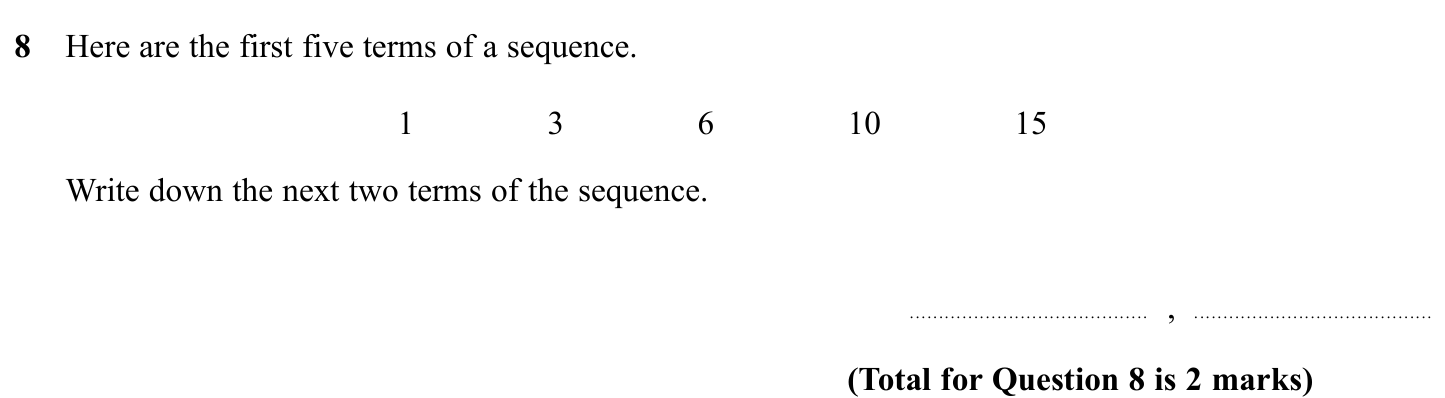 8 Here are the first five terms of a sequence.
1 3 6 10 15
Write down the next two terms of the sequence.
........................................ , ........................................
(Total for Question 8 is 2 marks)